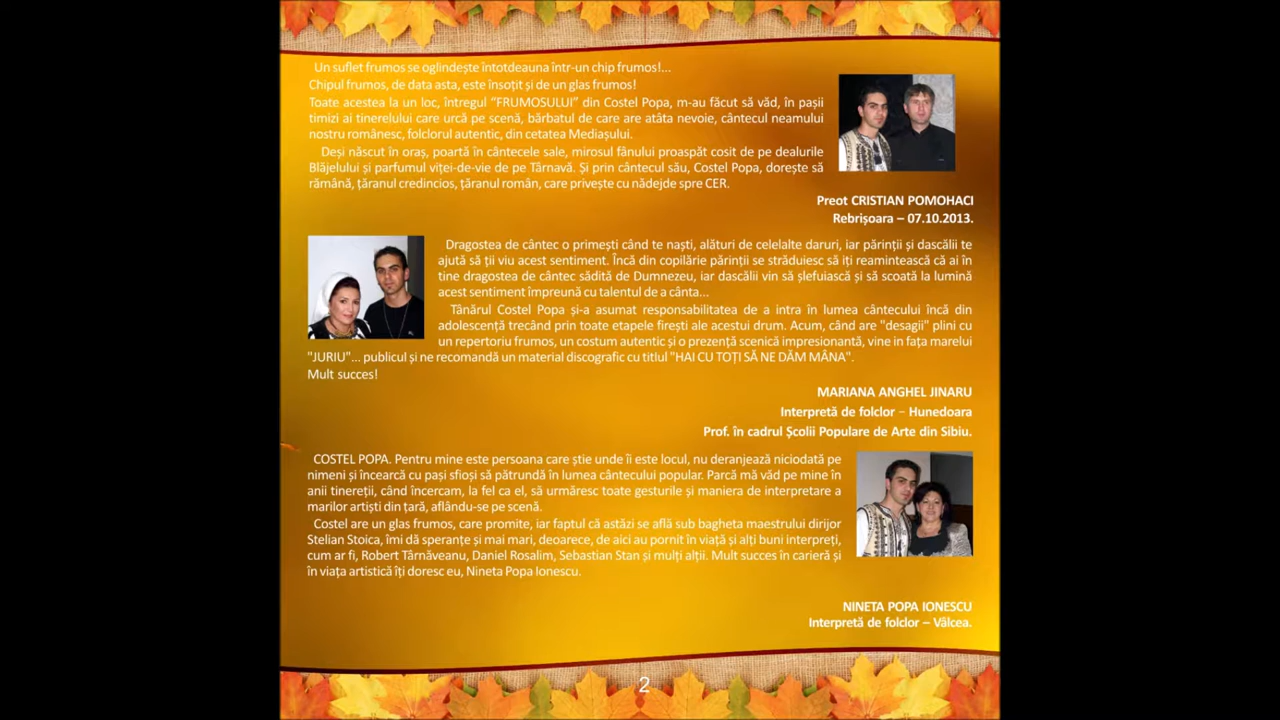 Un suflet frumos se oglindește întotdeauna într-un chip frumos!...
Chipul frumos, de data asta, este însoțit și de un glas frumos!
Toate acestea la un loc, întregul “FRUMOSULUI” din Costel Popa, m-au făcut să văd, în pașii
timizi ai tinerelului care urcă pe scenă, bărbatul de care are atâta nevoie, cântecul neamului
nostru românesc, folclorul autentic, din cetatea Mediașului.
Deși născut în oraș, poartă în cântecele sale, mirosul fânului proaspăt cosit de pe dealurile
Blăjelului și parfumul viței-de-vie de pe Târnavă. Și prin cântecul său, Costel Popa, dorește să
rămână, țăranul credincios, țăranul român, care privește cu nădejde spre CER.
Preot CRISTIAN POMOHACI
Rebrișoara – 07.10.2013.
Dragostea de cântec o primești când te naști, alături de celelalte daruri, iar părinții și dascălii te
ajută să ții viu acest sentiment. Încă din copilărie părinții se străduiesc să iți reamintească că ai în
tine dragostea de cântec sădită de Dumnezeu, iar dascălii vin să șlefuiască și să scoată la lumină
acest sentiment împreună cu talentul de a cânta...
Tânărul Costel Popa și-a asumat responsabilitatea de a intra în lumea cântecului încă din
adolescență trecând prin toate etapele firești ale acestui drum. Acum, când are "desagii" plini cu
un repertoriu frumos, un costum autentic și o prezență scenică impresionantă, vine in fața marelui
"JURIU"... publicul și ne recomandă un material discografic cu titlul "HAI CU TOȚI SĂ NE DĂM MÂNA".
Mult succes!
MARIANA ANGHEL JINARU
Interpretă de folclor – Hunedoara
Prof. în cadrul Școlii Populare de Arte din Sibiu.
COSTEL POPA. Pentru mine este persoana care știe unde îi este locul, nu deranjează niciodată pe
nimeni și încearcă cu pași sfioși să pătrundă în lumea cântecului popular. Parcă mă văd pe mine în
anii tinereții, când încercam, la fel ca el, să urmăresc toate gesturile și maniera de interpretare a
marilor artiști din țară, aflându-se pe scenă.
Costel are un glas frumos, care promite, iar faptul că astăzi se află sub bagheta maestrului dirijor
Stelian Stoica, îmi dă speranțe și mai mari, deoarece, de aici au pornit în viață și alți buni interpreți,
cum ar fi, Robert Târnăveanu, Daniel Rosalim, Sebastian Stan și mulți alții. Mult succes în carieră și
în viața artistică îți doresc eu, Nineta Popa Ionescu.
NINETA POPA IONESCU
Interpretă de folclor – Vâlcea.
2